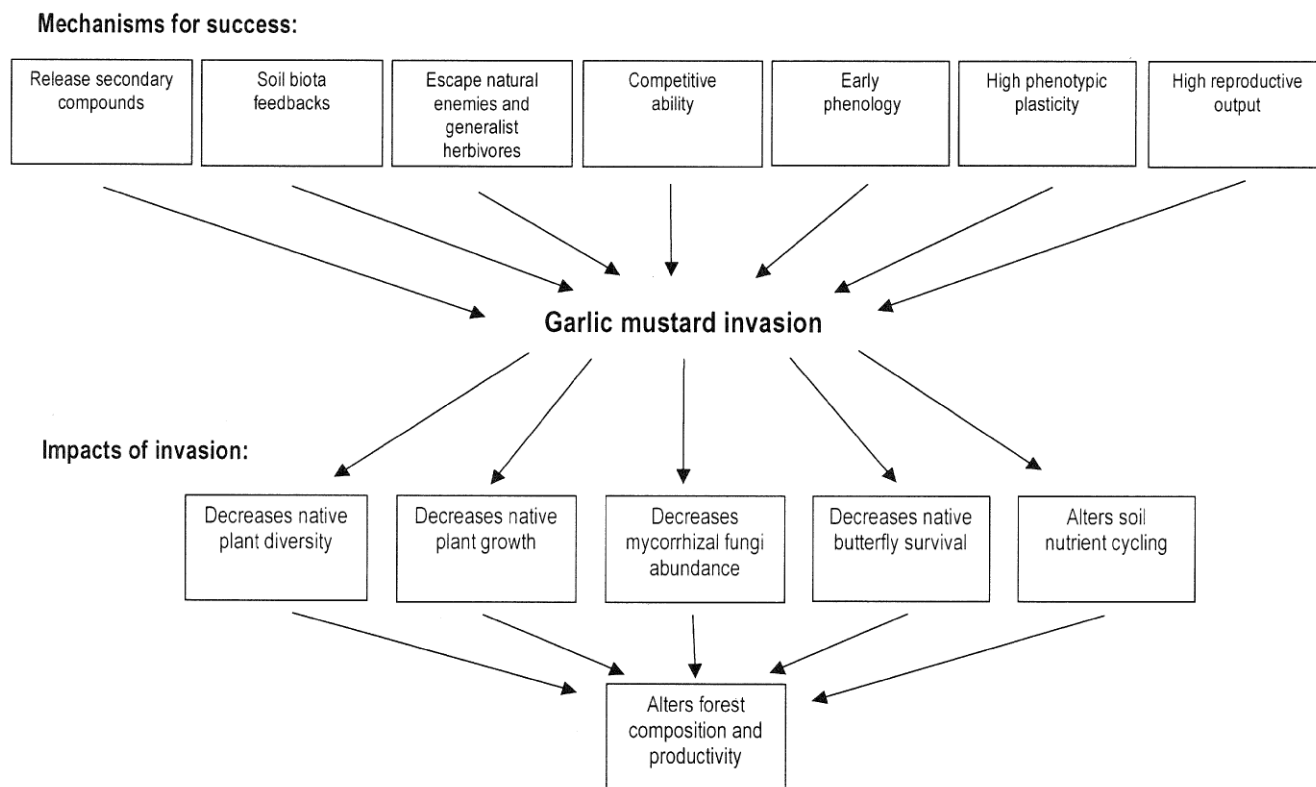 Mechanisms for success:
Release secondary
compounds
Soil biota
feedbacks
Escape natural
enemies and
generalist
herbivores
Competitive
ability
Early
phenology
High phenotypic
plasticity
High reproductive
output
Garlic mustard invasion
Impacts of invasion:
Decreases native
plant diversity
Decreases native
plant growth
Decreases
mycorrhizal fungi
abundance
Decreases native
butterfly survival
Alters soil
nutrient cycling
Alters forest
composition and
productivity